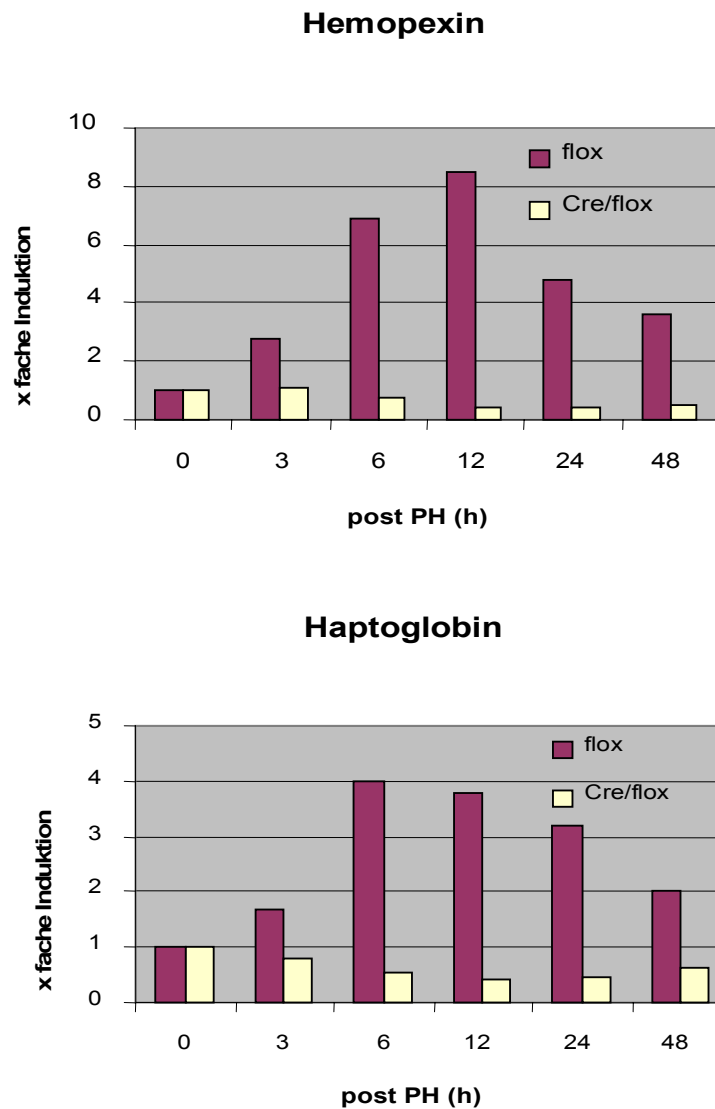 Hemopexin
10
8
6
4
2
0
x fache Induktion
flox
Cre/flox
0 3 6 12 24 48
post PH (h)
Haptoglobin
5
4
3
2
1
0
x fache Induktion
flox
Cre/flox
0 3 6 12 24 48
post PH (h)